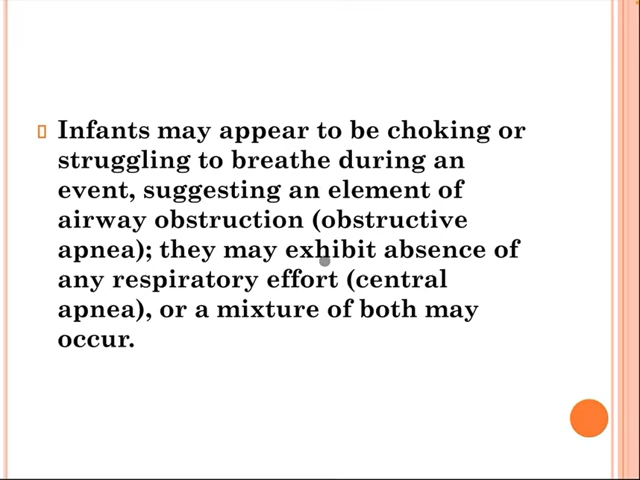 Infants may appear to be choking or
struggling to breathe during an
event, suggesting an element of
airway obstruction (obstructive
apnea); they may exhibit absence of
any respiratory effort (central
apnea), or a mixture of both may
occur.